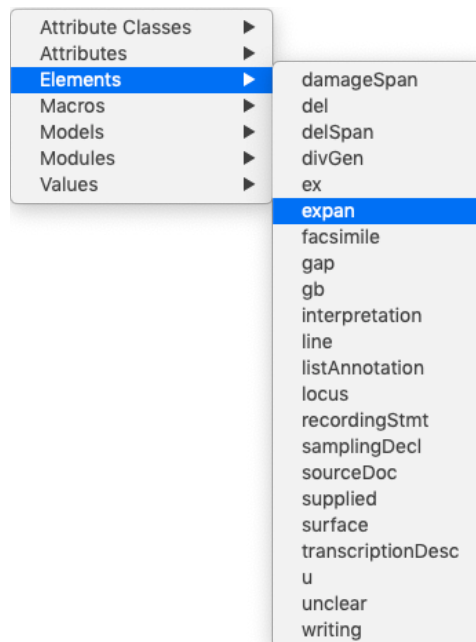 Attribute Classes
Attributes
Elements
Macros
Models
Modules
Values
damageSpan
del
delSpan
divGen
ex
expan
facsimile
gap
gb
interpretation
line
listAnnotation
locus
recordingStmt
samplingDecl
sourceDoc
supplied
surface
transcriptionDesc
u
unclear
writing